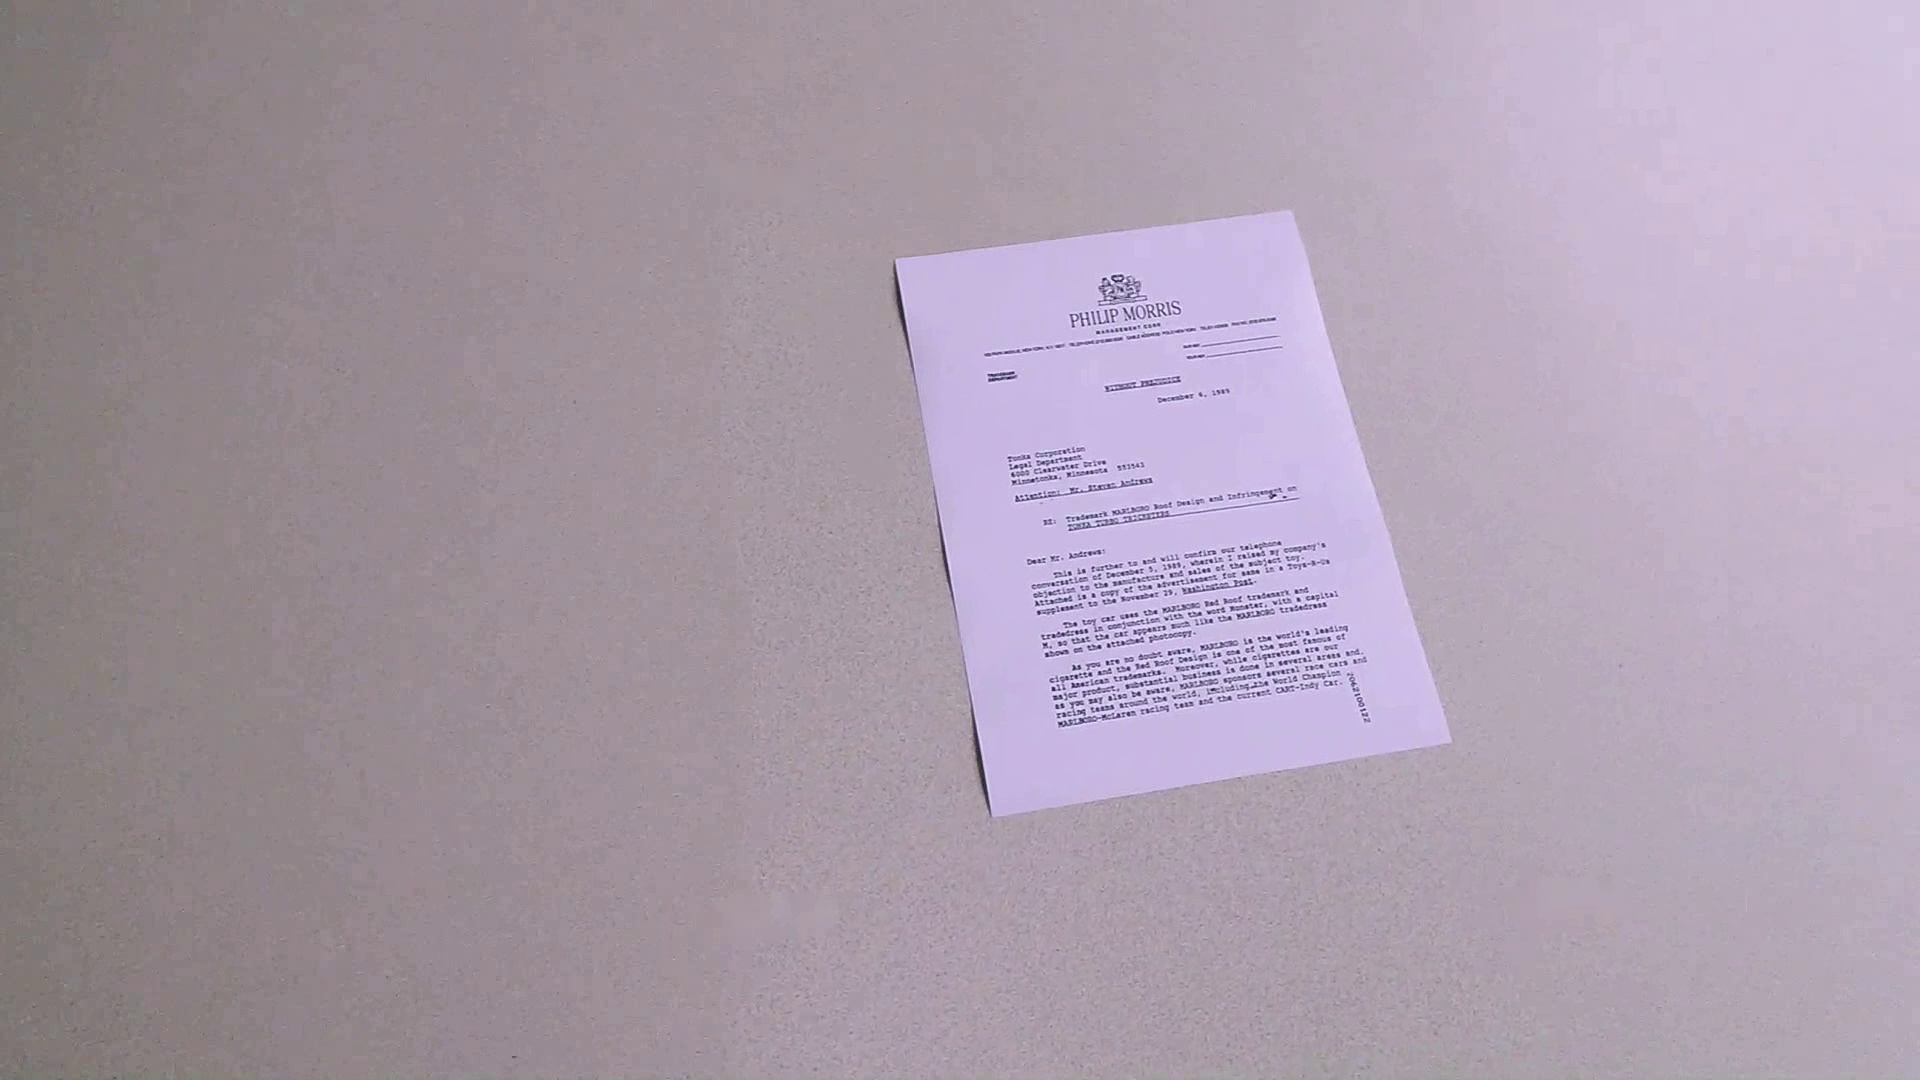 PHILIP MORRIS
MANAGEMENT CORP.
TRADEMARK
DEPARTMENT
WITHOUT PREJUDICE
December 6, 1989
Tonka Corporation
Legal Department
6000 Clearwater Drive
Minnetonka, Minnesota 553543
Attention: Mr. Steven Andrews
RE: Trademark MARLBORO Roof Design and Infringement on
TONKA TURBO TRICKSTERS
Dear Mr. Andrews:
This is further to and will confirm our telephone
conversation of December 5, 1989, wherein I raised my company's
objection to the manufacture and sales of the subject toy.
Attached is a copy of the advertisement for same in a Toys-R-Us
supplement to the November 29, Washington Post.
The toy car uses the MARLBORO Red Roof trademark and
tradedress in conjunction with the word Monster, with a capital
M, so that the car appears much like the MARLBORO tradedress
shown on the attached photocopy.
As you are no doubt aware, MARLBORO is the world's leading
cigarette and the Red Roof Design is one of the most famous of
all American trademarks. Moreover, while cigarettes are our
major product, substantial business is done in several areas and,
as you may also be aware, MARLBORO sponsors several race cars and
racing teams around the world, including the World Champion
MARLBORO-McLaren racing team and the current CART-Indy Car.
2062100122